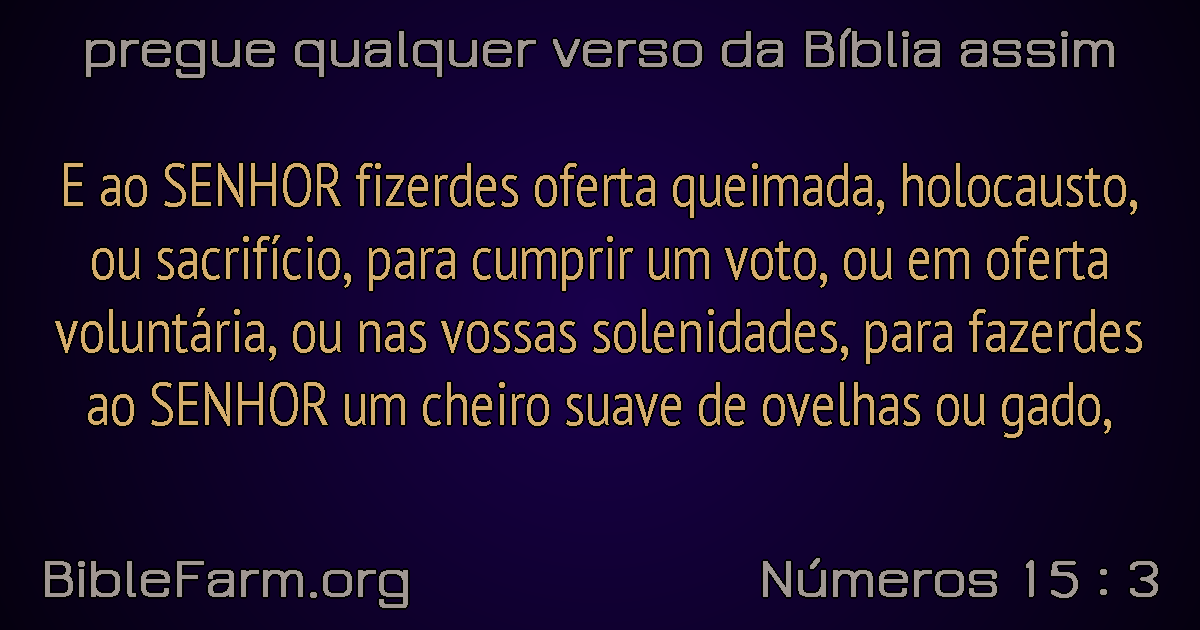 pregue qualquer verso da Bíblia assim
E ao SENHOR fizerdes oferta queimada, holocausto,
ou sacrifício, para cumprir um voto, ou em oferta
voluntária, ou nas vossas solenidades, para fazerdes
ao SENHOR um cheiro suave de ovelhas ou gado,
BibleFarm.org
Números 15 : 3